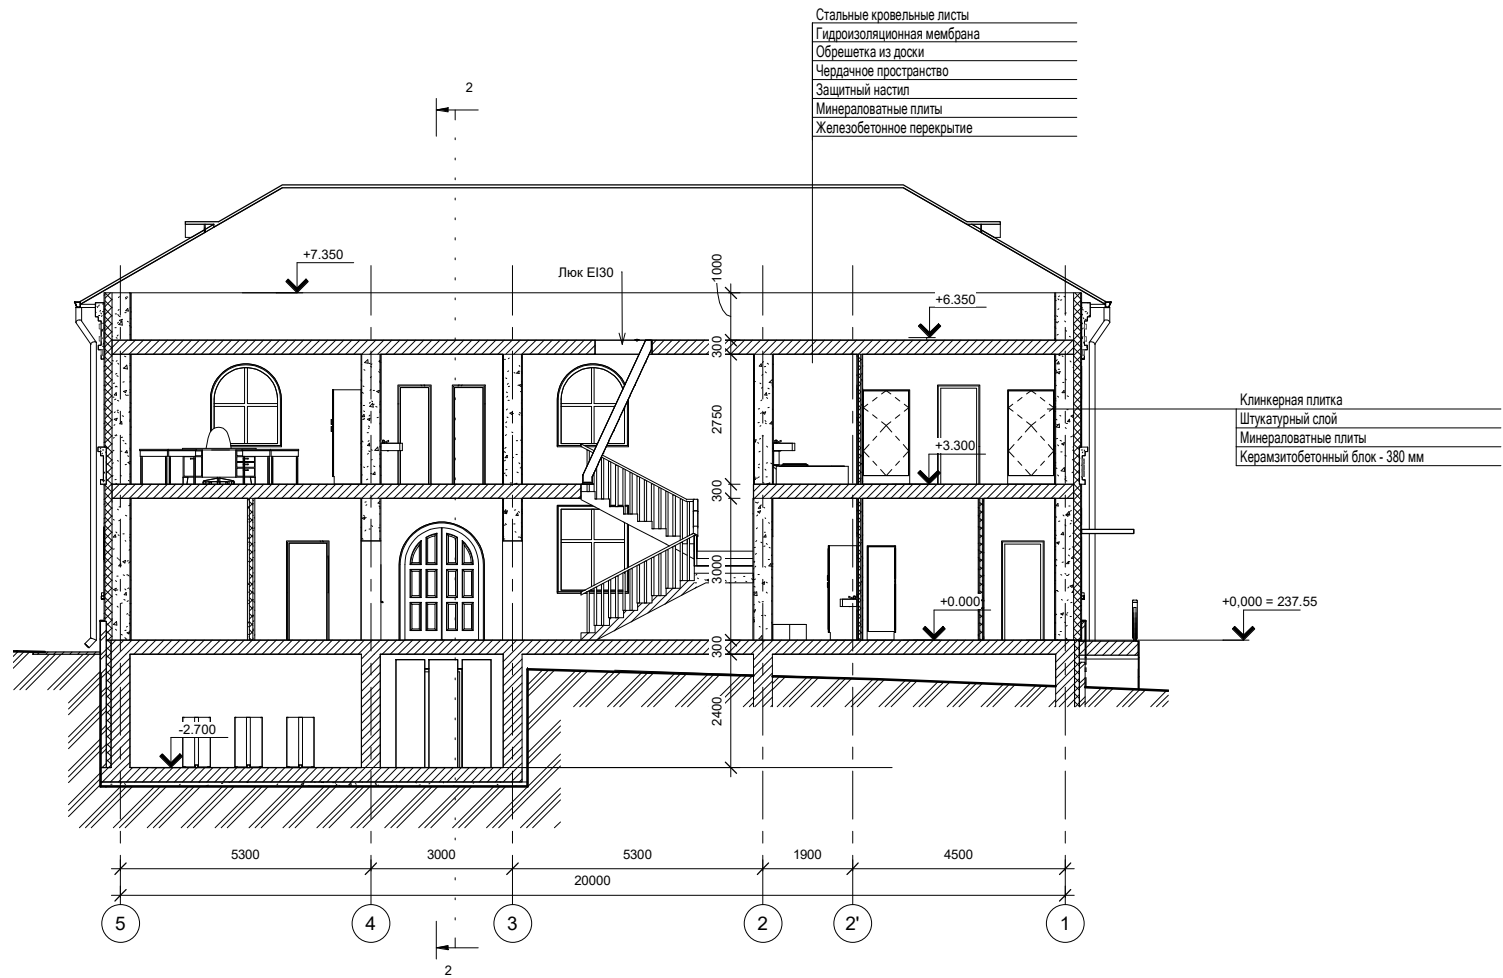 Стальные кровельные листы
Гидроизоляционная мембрана
Обрешетка из доски
Чердачное пространство
Защитный настил
Минераловатные плиты
Железобетонное перекрытие
2
+7.350
Люк EI30
1000
+6.350
300
2750
Клинкерная плитка
Штукатурный слой
Минераловатные плиты
Керамзитобетонный блок - 380 мм
+3.300
300
3000
+0.000
+0,000 = 237.55
300
2400
-2.700
5300
3000
5300
1900
4500
20000
5
4
3
2
2'
1
2